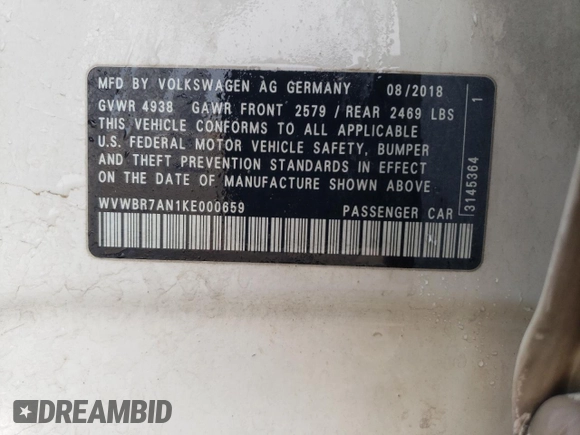 MFD BY VOLKSWAGEN AG GERMANY 08/2018
GVWR 4938 GAWR FRONT 2579 / REAR 2469 LBS
THIS VEHICLE CONFORMS TO ALL APPLICABLE
U.S. FEDERAL MOTOR VEHICLE SAFETY, BUMPER
AND THEFT PREVENTION STANDARDS IN EFFECT
ON THE DATE OF MANUFACTURE SHOWN ABOVE
WVWBR7AN1KE000659 PASSENGER CAR
3145364 1
DREAMBID